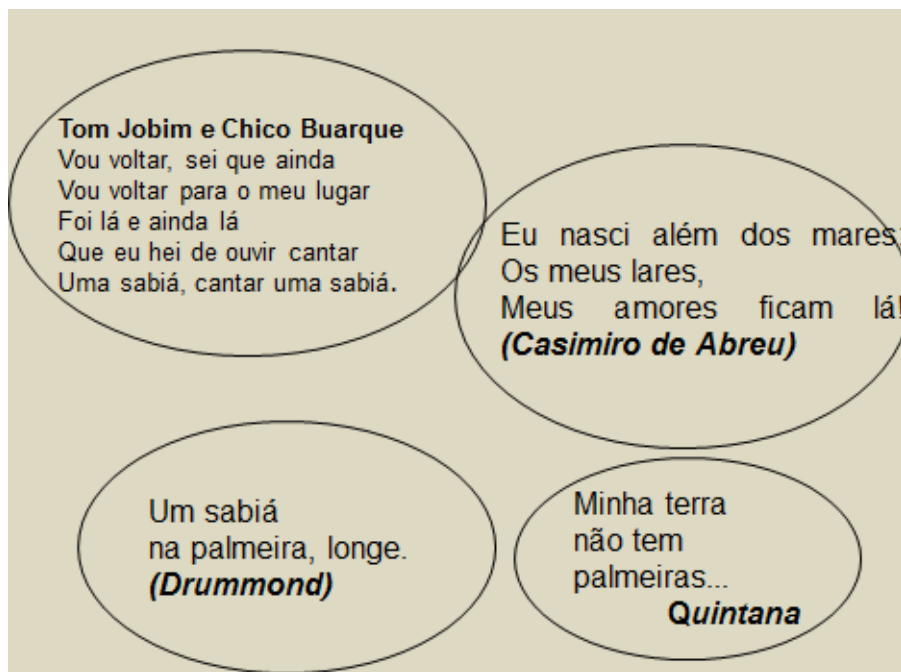 Tom Jobim e Chico Buarque
Vou voltar, sei que ainda
Vou voltar para o meu lugar
Foi lá e ainda lá
Que eu hei de ouvir cantar
Uma sabiá, cantar uma sabiá.
Eu nasci além dos mares:
Os meus lares,
Meus amores ficam lá!
(Casimiro de Abreu)
Um sabiá
na palmeira, longe.
(Drummond)
Minha terra
não tem
palmeiras...
Quintana